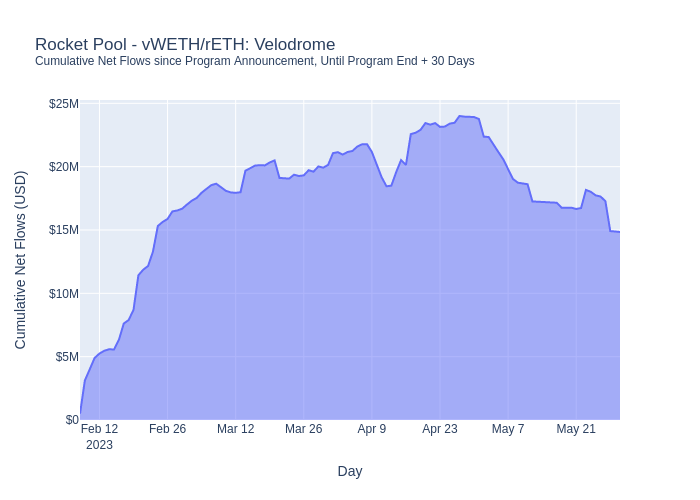 Rocket Pool - vWETH/rETH: Velodrome
Cumulative Net Flows since Program Announcement, Until Program End + 30 Days
Cumulative Net Flows (USD)
$25M
$20M
$15M
$10M
$5M
$0
Feb 12 Feb 26 Mar 12 Mar 26 Apr 9 Apr 23 May 7 May 21
2023
Day